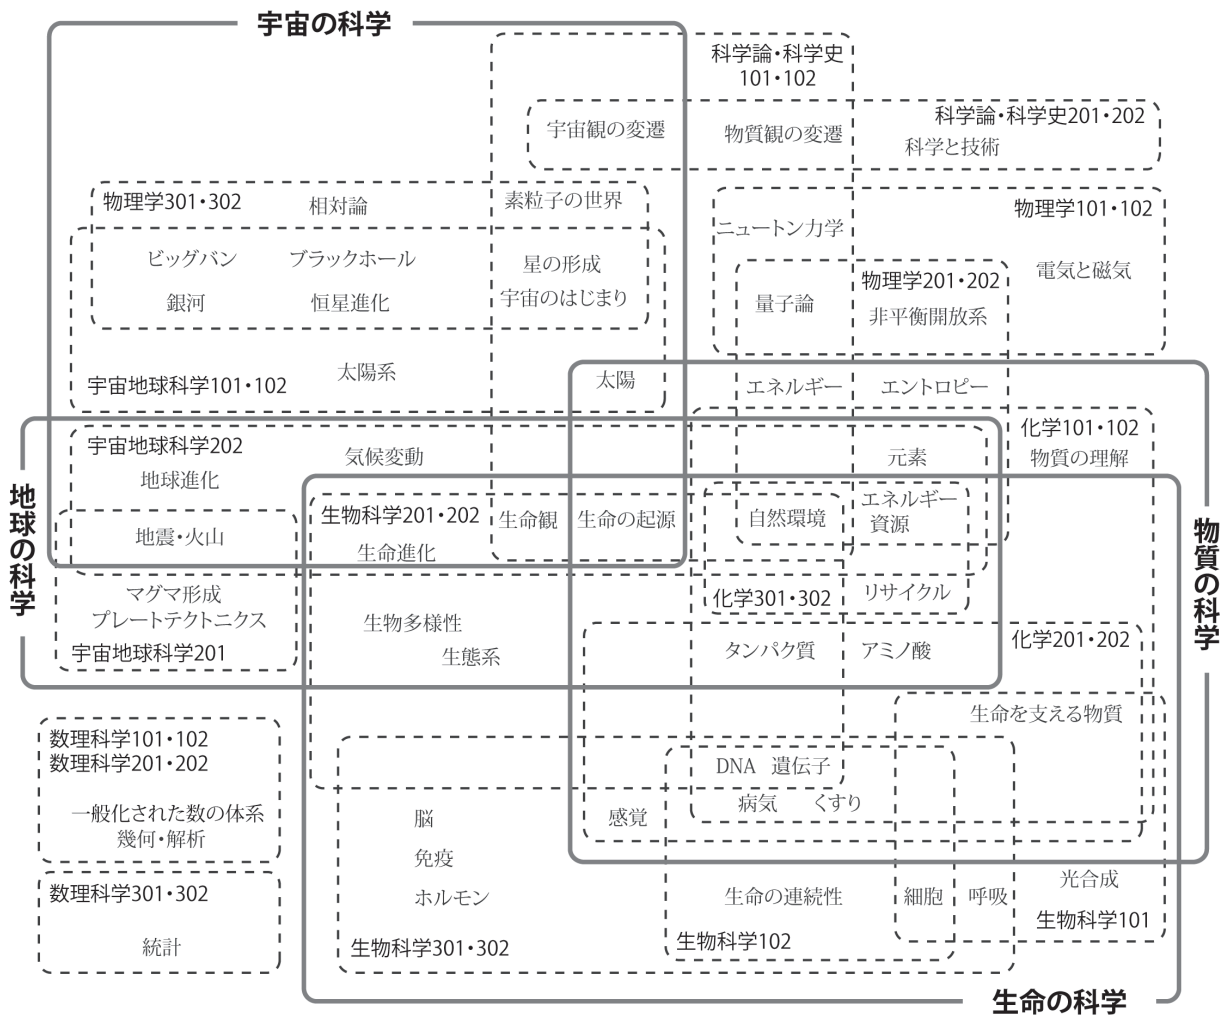 宇宙の科学
科学論・科学史
101・102
科学論・科学史201・202
宇宙観の変遷
物質観の変遷
科学と技術
物理学301・302
相対論
素粒子の世界
物理学101・102
ニュートン力学
ビッグバン
ブラックホール
星の形成
電気と磁気
物理学201・202
銀河
恒星進化
宇宙のはじまり
量子論
非平衡開放系
宇宙地球科学101・102
太陽系
太陽
エネルギー
エントロピー
宇宙地球科学202
気候変動
元素
化学101・102
物質の理解
地球進化
地球の科学
物質の科学
生物科学201・202
生命観
生命の起源
自然環境
エネルギー
資源
地震・火山
生命進化
マグマ形成
プレートテクトニクス
宇宙地球科学201
化学301・302
リサイクル
生物多様性
生態系
タンパク質
アミノ酸
化学201・202
生命を支える物質
数理科学101・102
数理科学201・202
一般化された数の体系
幾何・解析
DNA 遺伝子
病気
くすり
脳
感覚
免疫
ホルモン
数理科学301・302
統計
生命の連続性
細胞
呼吸
光合成
生物科学101
生物科学301・302
生物科学102
生命の科学